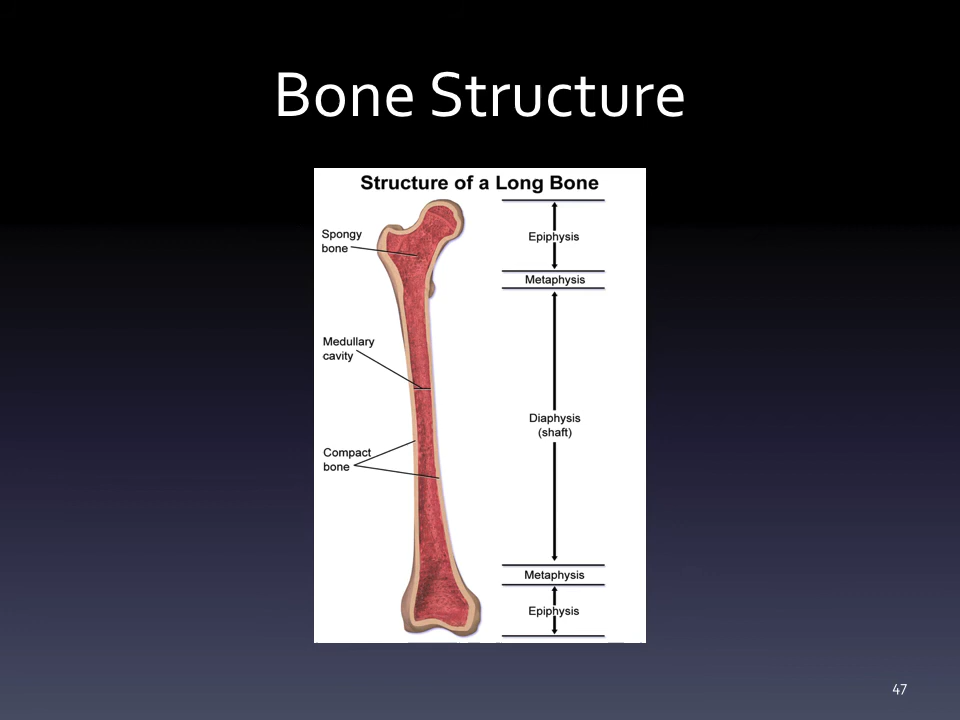 Bone Structure
Structure of a Long Bone
Spongy
bone
Epiphysis
Metaphysis
Medullary
cavity
Diaphysis
(shaft)
Compact
bone
Metaphysis
Epiphysis
47